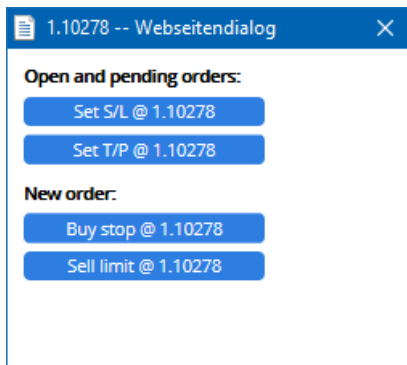 1.10278 -- Webseitendialog
Open and pending orders:
Set S/L @ 1.10278
Set T/P @ 1.10278
New order:
Buy stop @ 1.10278
Sell limit @ 1.10278